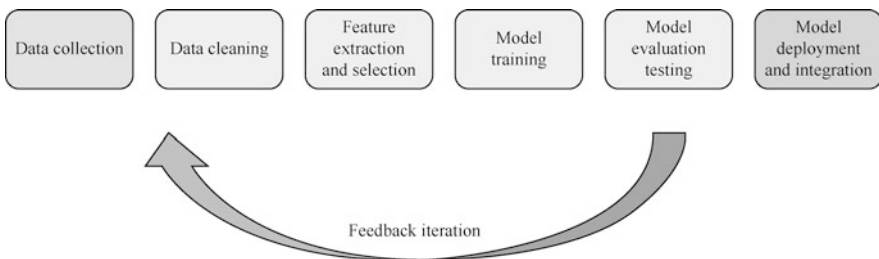 Data collection
Data cleaning
Feature
extraction
and selection
Model
training
Model
evaluation
testing
Model
deployment
and integration
Feedback iteration